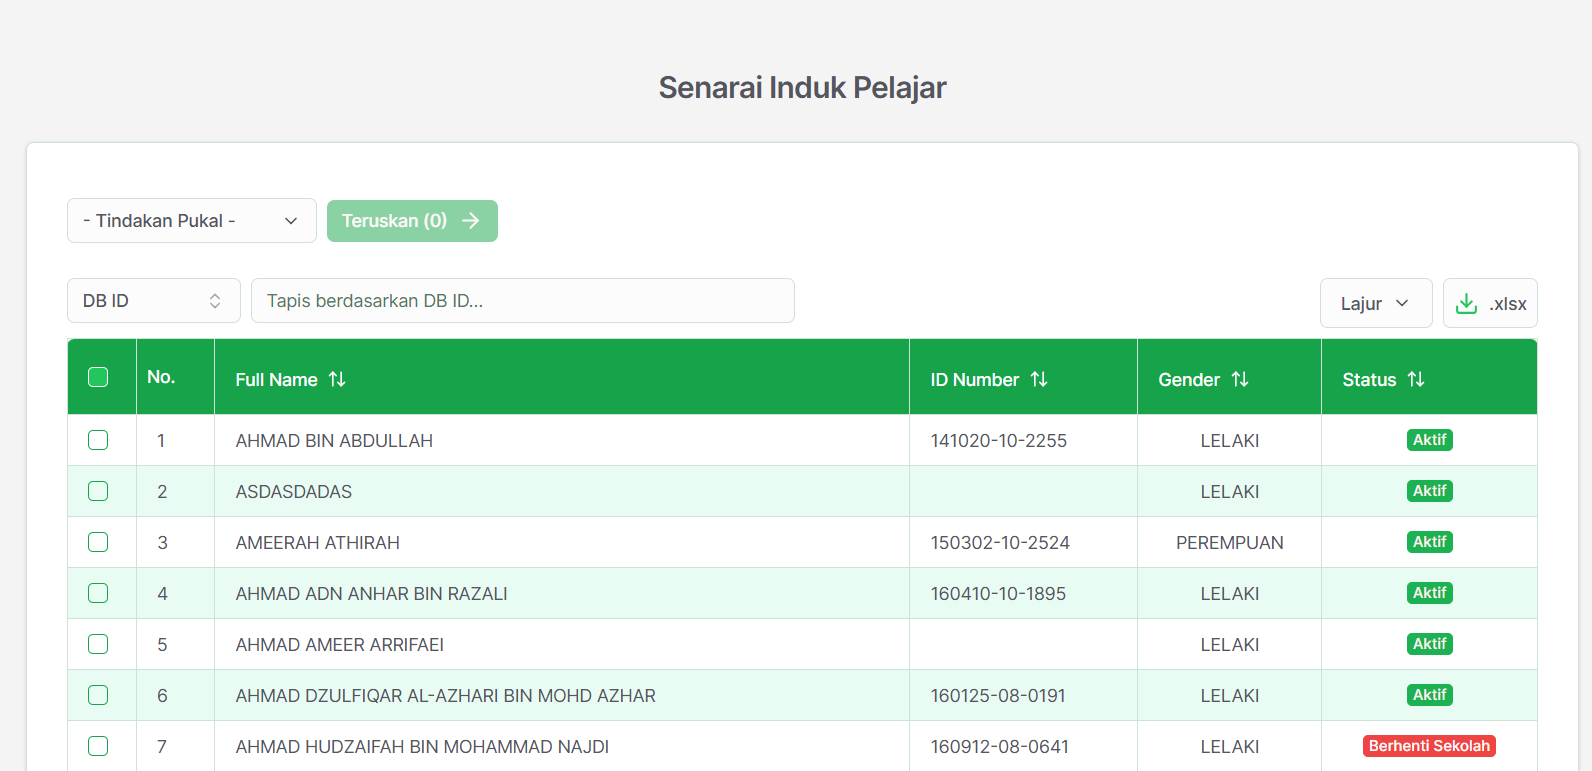 Senarai Induk Pelajar
- Tindakan Pukal -
Teruskan (0)
DB ID
Tapis berdasarkan DB ID...
Lajur
.xlsx
No. Full Name ID Number Gender Status
1 AHMAD BIN ABDULLAH 141020-10-2255 LELAKI Aktif
2 ASDASDADAS LELAKI Aktif
3 AMEERAH ATHIRAH 150302-10-2524 PEREMPUAN Aktif
4 AHMAD ADN ANHAR BIN RAZALI 160410-10-1895 LELAKI Aktif
5 AHMAD AMEER ARRIFAEI LELAKI Aktif
6 AHMAD DZULFIQAR AL-AZHARI BIN MOHD AZHAR 160125-08-0191 LELAKI Aktif
7 AHMAD HUDZAIFAH BIN MOHAMMAD NAJDI 160912-08-0641 LELAKI Berhenti Sekolah